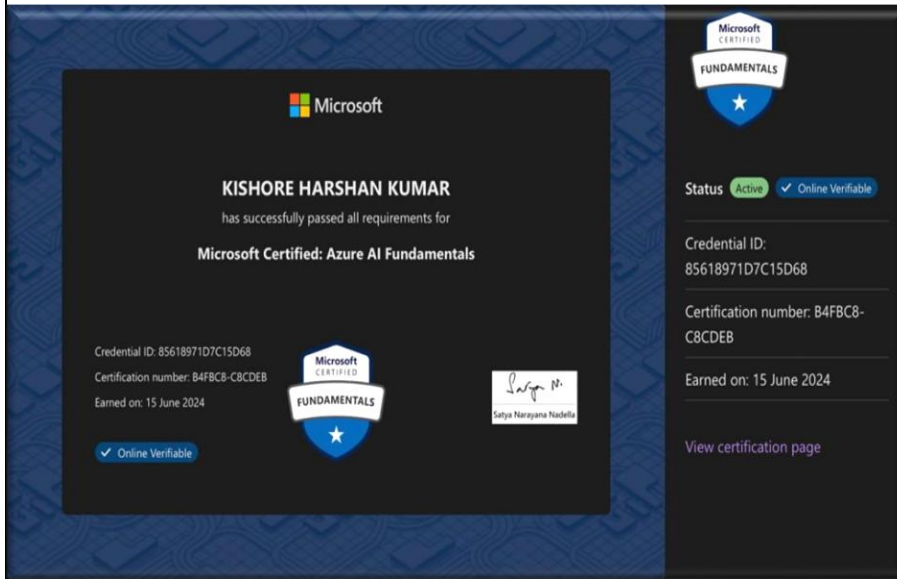 Microsoft
KISHORE HARSHAN KUMAR
has successfully passed all requirements for
Microsoft Certified: Azure AI Fundamentals
Credential ID: 85618971D7C15D68
Certification number: B4FBC8-C8CDEB
Earned on: 15 June 2024
Online Verifiable
Microsoft
CERTIFIED
FUNDAMENTALS
Satya N.
Satya Narayana Nadella
Microsoft
CERTIFIED
FUNDAMENTALS
Status Active Online Verifiable
Credential ID:
85618971D7C15D68
Certification number: B4FBC8-
C8CDEB
Earned on: 15 June 2024
View certification page